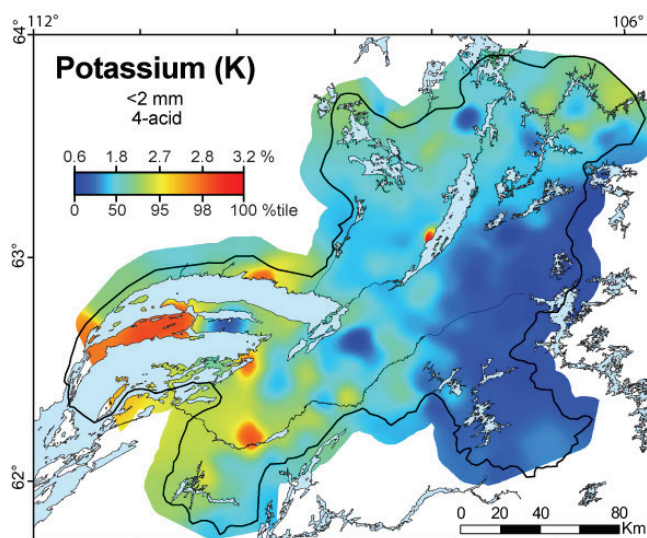 112° 106°
64°
Potassium (K)
<2 mm
4-acid
0.6 1.8 2.7 2.8 3.2 %
0 50 95 98 100 %tile
63°
62°
0 20 40 60 80
Km